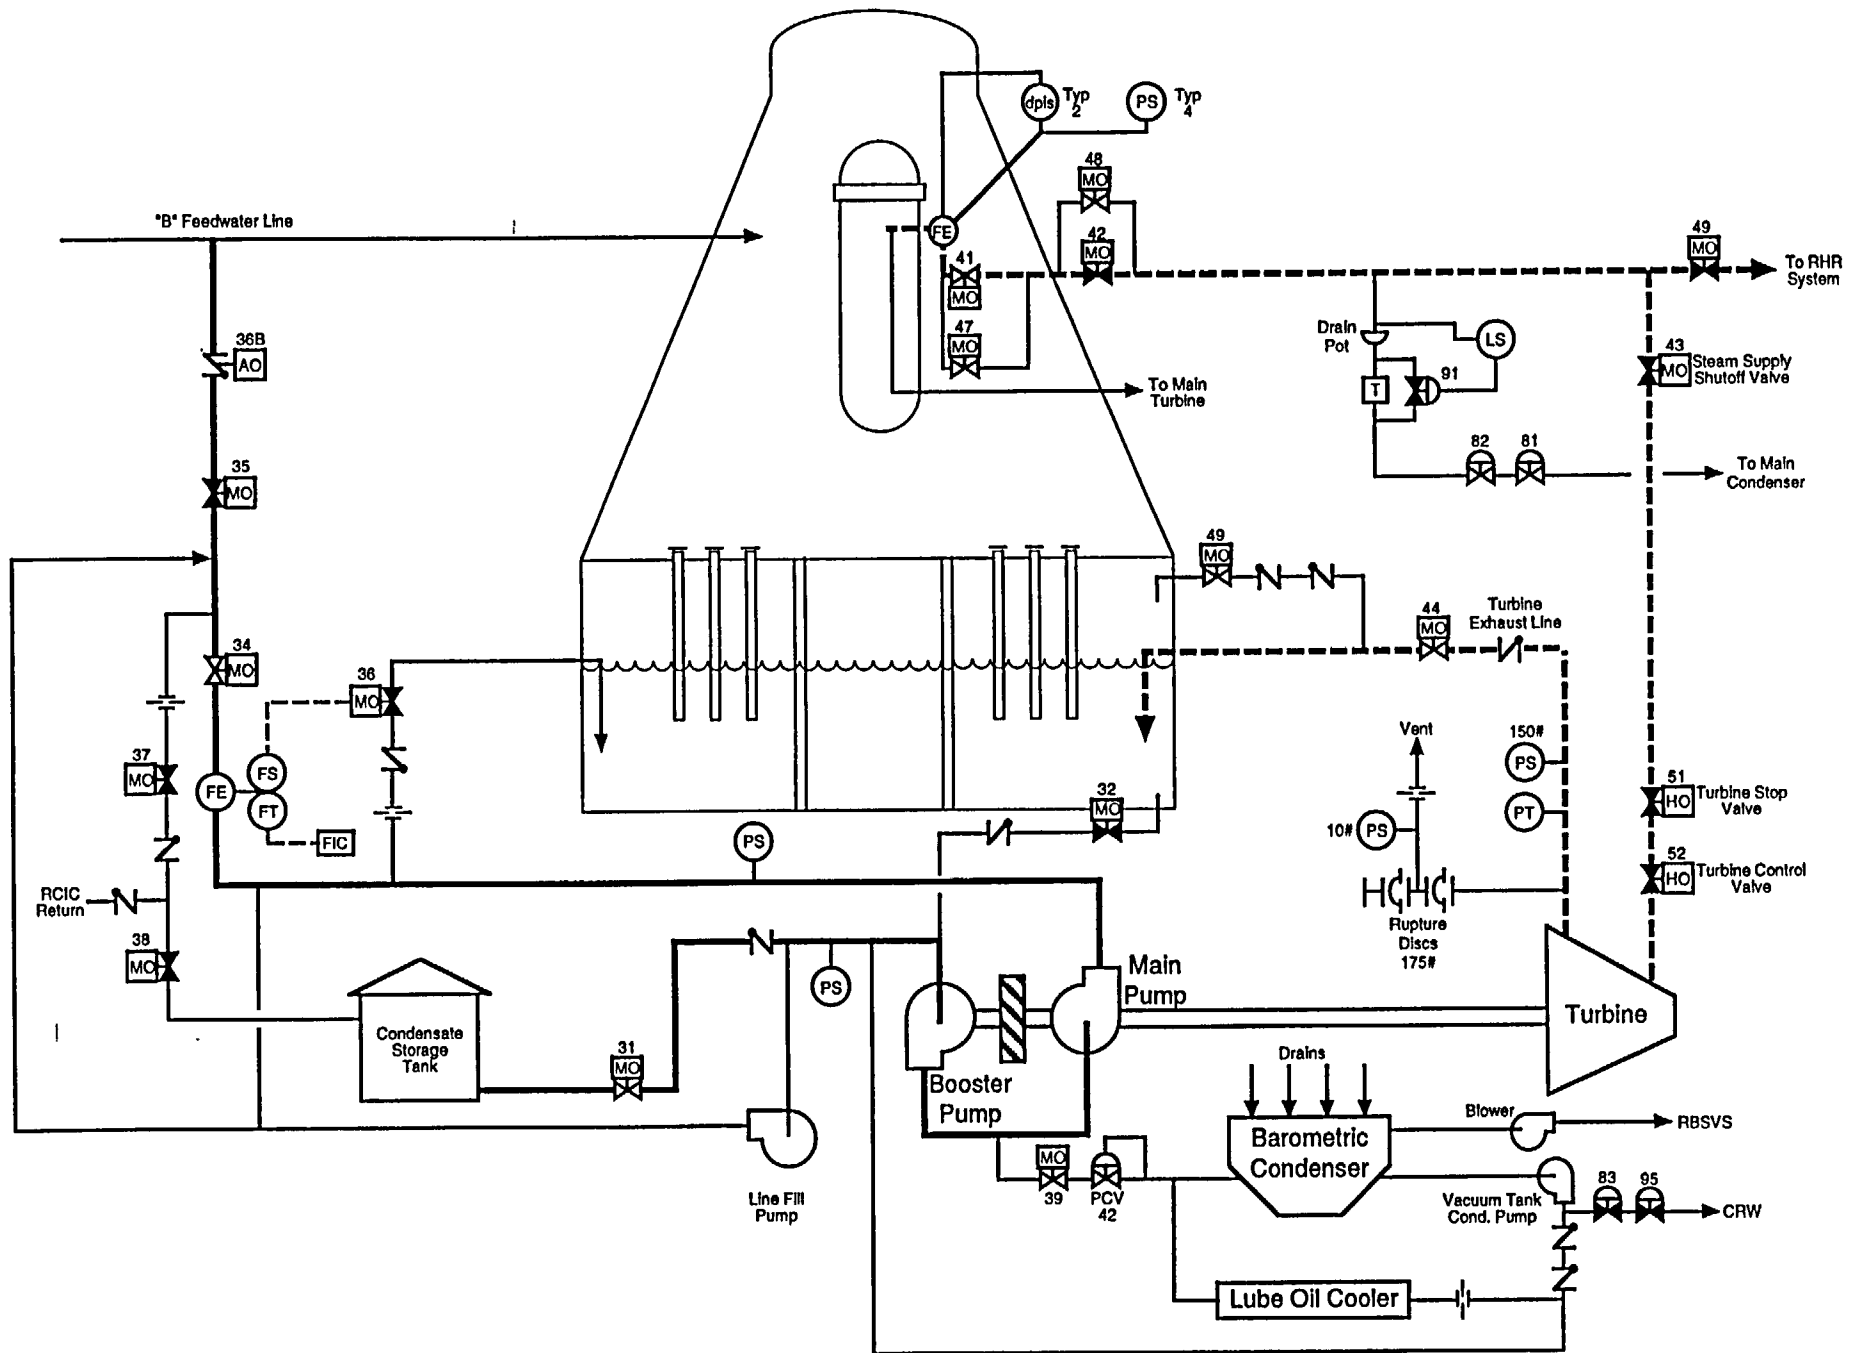 dpis
Typ
2
PS
Typ
4
48
MO
"B" Feedwater Line
FE
42
MO
49
MO
41
MO
To RHR
System
36B
AO
47
MO
Drain
Pot
LS
43
MO
Steam Supply
Shutoff Valve
91
T
To Main
Turbine
82
81
To Main
Condenser
35
MO
49
MO
44
MO
Turbine
Exhaust Line
34
MO
36
MO
Vent
150#
PS
37
MO
FE
FS
FT
FIC
32
MO
51
HO
Turbine Stop
Valve
PT
10#
PS
PS
52
HO
Turbine Control
Valve
RCIC
Return
Rupture
Discs
175#
38
MO
PS
Main
Pump
Turbine
Condensate
Storage
Tank
31
MO
Booster
Pump
Drains
Blower
RBSVS
Barometric
Condenser
MO
39
PCV
42
Line Fill
Pump
Vacuum Tank
Cond. Pump
83
95
CRW
Lube Oil Cooler